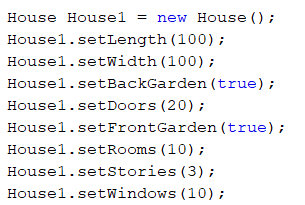 House House1 = new House();
House1.setLength(100);
House1.setWidth(100);
House1.setBackGarden(true);
House1.setDoors(20);
House1.setFrontGarden(true);
House1.setRooms(10);
House1.setStories(3);
House1.setWindows(10);